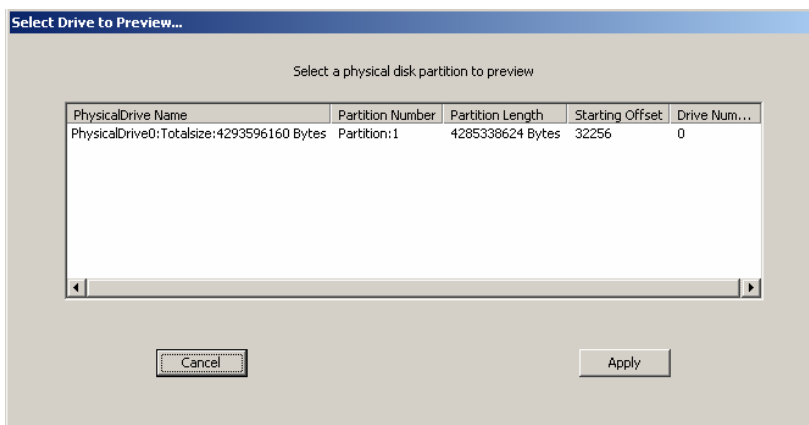 Select Drive to Preview...
Select a physical disk partition to preview
PhysicalDrive Name Partition Number Partition Length Starting Offset Drive Num...
PhysicalDrive0:Totalsize:4293596160 Bytes Partition:1 4285338624 Bytes 32256 0
Cancel Apply